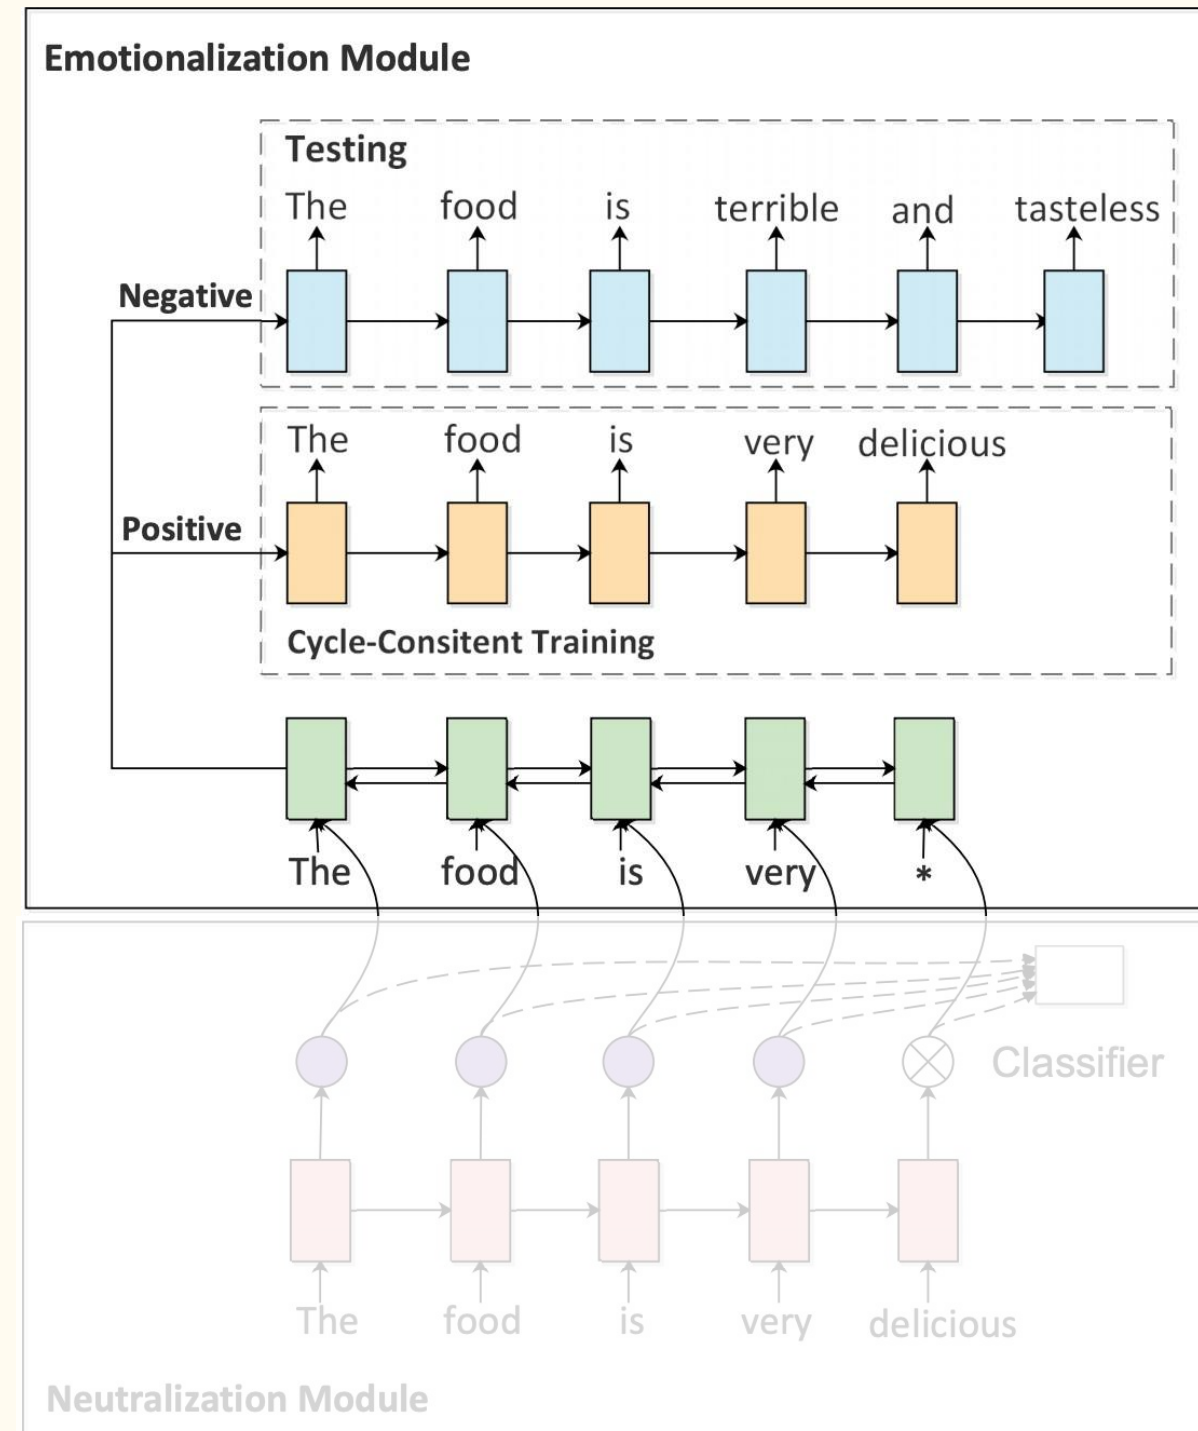 Emotionalization Module
Testing
The food is terrible and tasteless
Negative
The food is very delicious
Positive
Cycle-Consitent Training
The food is very *
Classifier
The food is very delicious
Neutralization Module